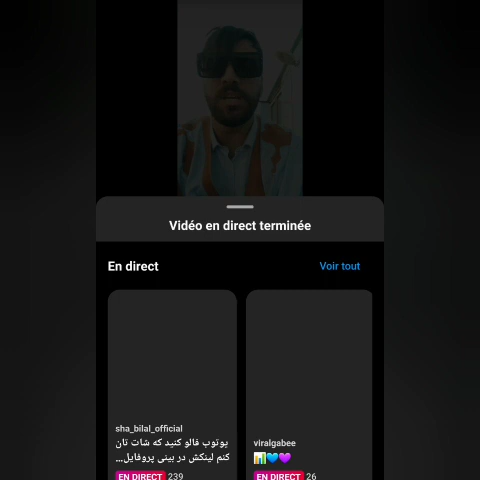 Vidéo en direct terminée
En direct
Voir tout
sha_bilal_official
یوتوب فالو کنید که شات تان
کنم لینکش در بینی پروفایل...
EN DIRECT 239
viralgabee
📊💙💜
EN DIRECT 26